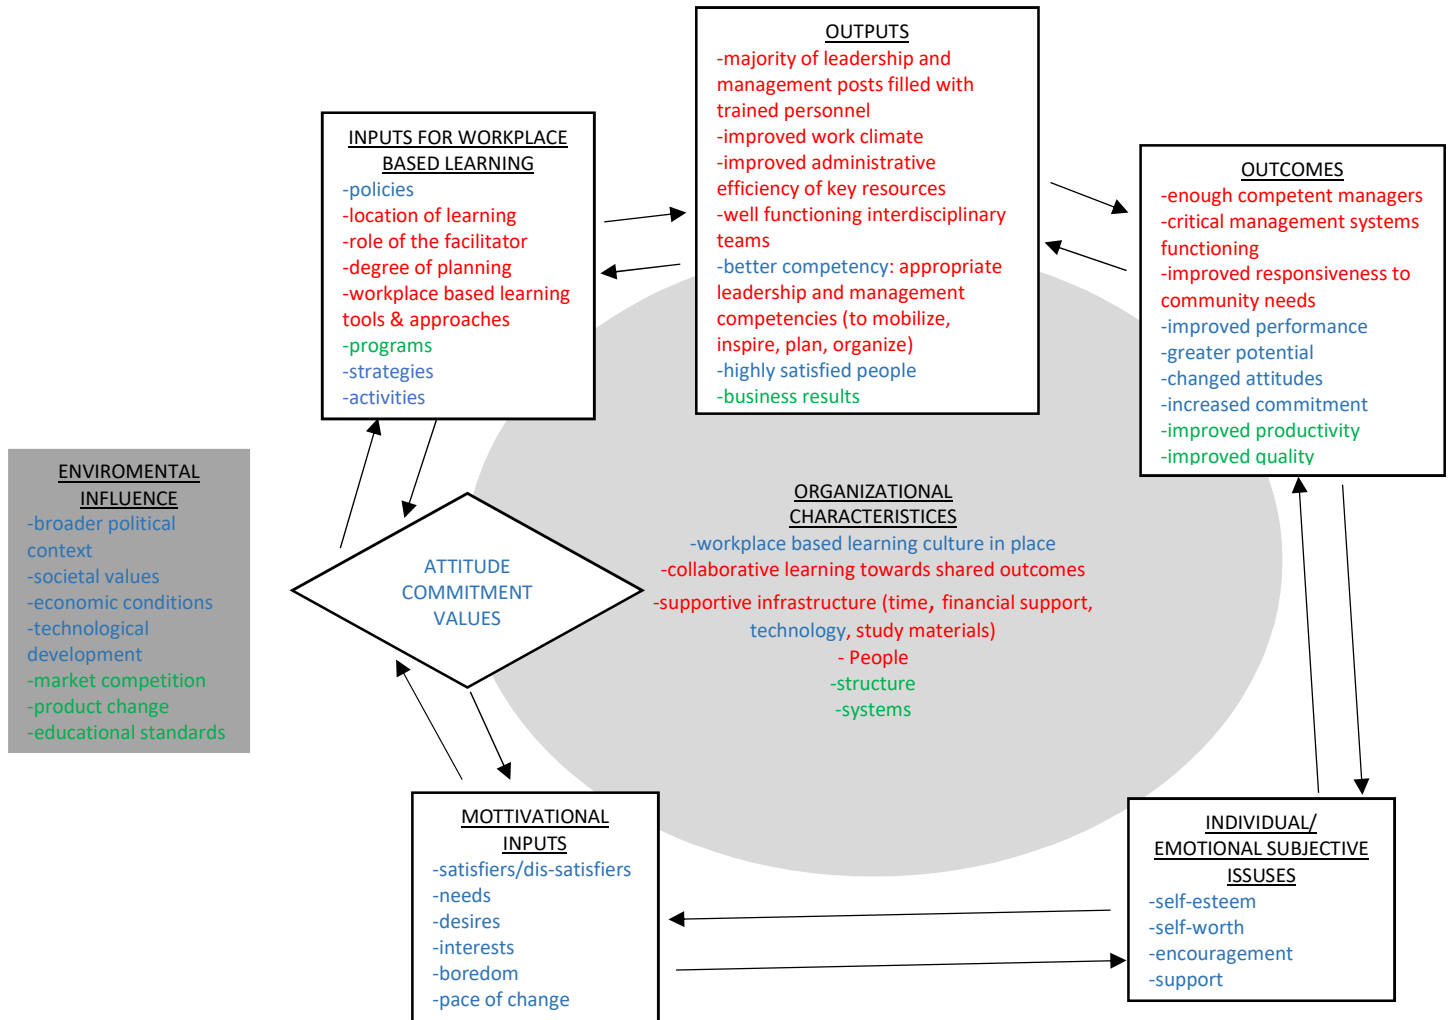 OUTPUTS
-majority of leadership and
management posts filled with
trained personnel
-improved work climate
-improved administrative
efficiency of key resources
-well functioning interdisciplinary
teams
-better competency: appropriate
leadership and management
competencies (to mobilize,
inspire, plan, organize)
-highly satisfied people
-business results
INPUTS FOR WORKPLACE
BASED LEARNING
-policies
-location of learning
-role of the facilitator
-degree of planning
-workplace based learning
tools & approaches
-programs
-strategies
-activities
OUTCOMES
-enough competent managers
-critical management systems
functioning
-improved responsiveness to
community needs
-improved performance
-greater potential
-changed attitudes
-increased commitment
-improved productivity
-improved quality
ENVIROMENTAL
INFLUENCE
-broader political
context
-societal values
-economic conditions
-technological
development
-market competition
-product change
-educational standards
ATTITUDE
COMMITMENT
VALUES
ORGANIZATIONAL
CHARACTERISTICES
-workplace based learning culture in place
-collaborative learning towards shared outcomes
-supportive infrastructure (time, financial support,
technology, study materials)
- People
-structure
-systems
MOTTIVATIONAL
INPUTS
-satisfiers/dis-satisfiers
-needs
-desires
-interests
-boredom
-pace of change
INDIVIDUAL/
EMOTIONAL SUBJECTIVE
ISSUSES
-self-esteem
-self-worth
-encouragement
-support